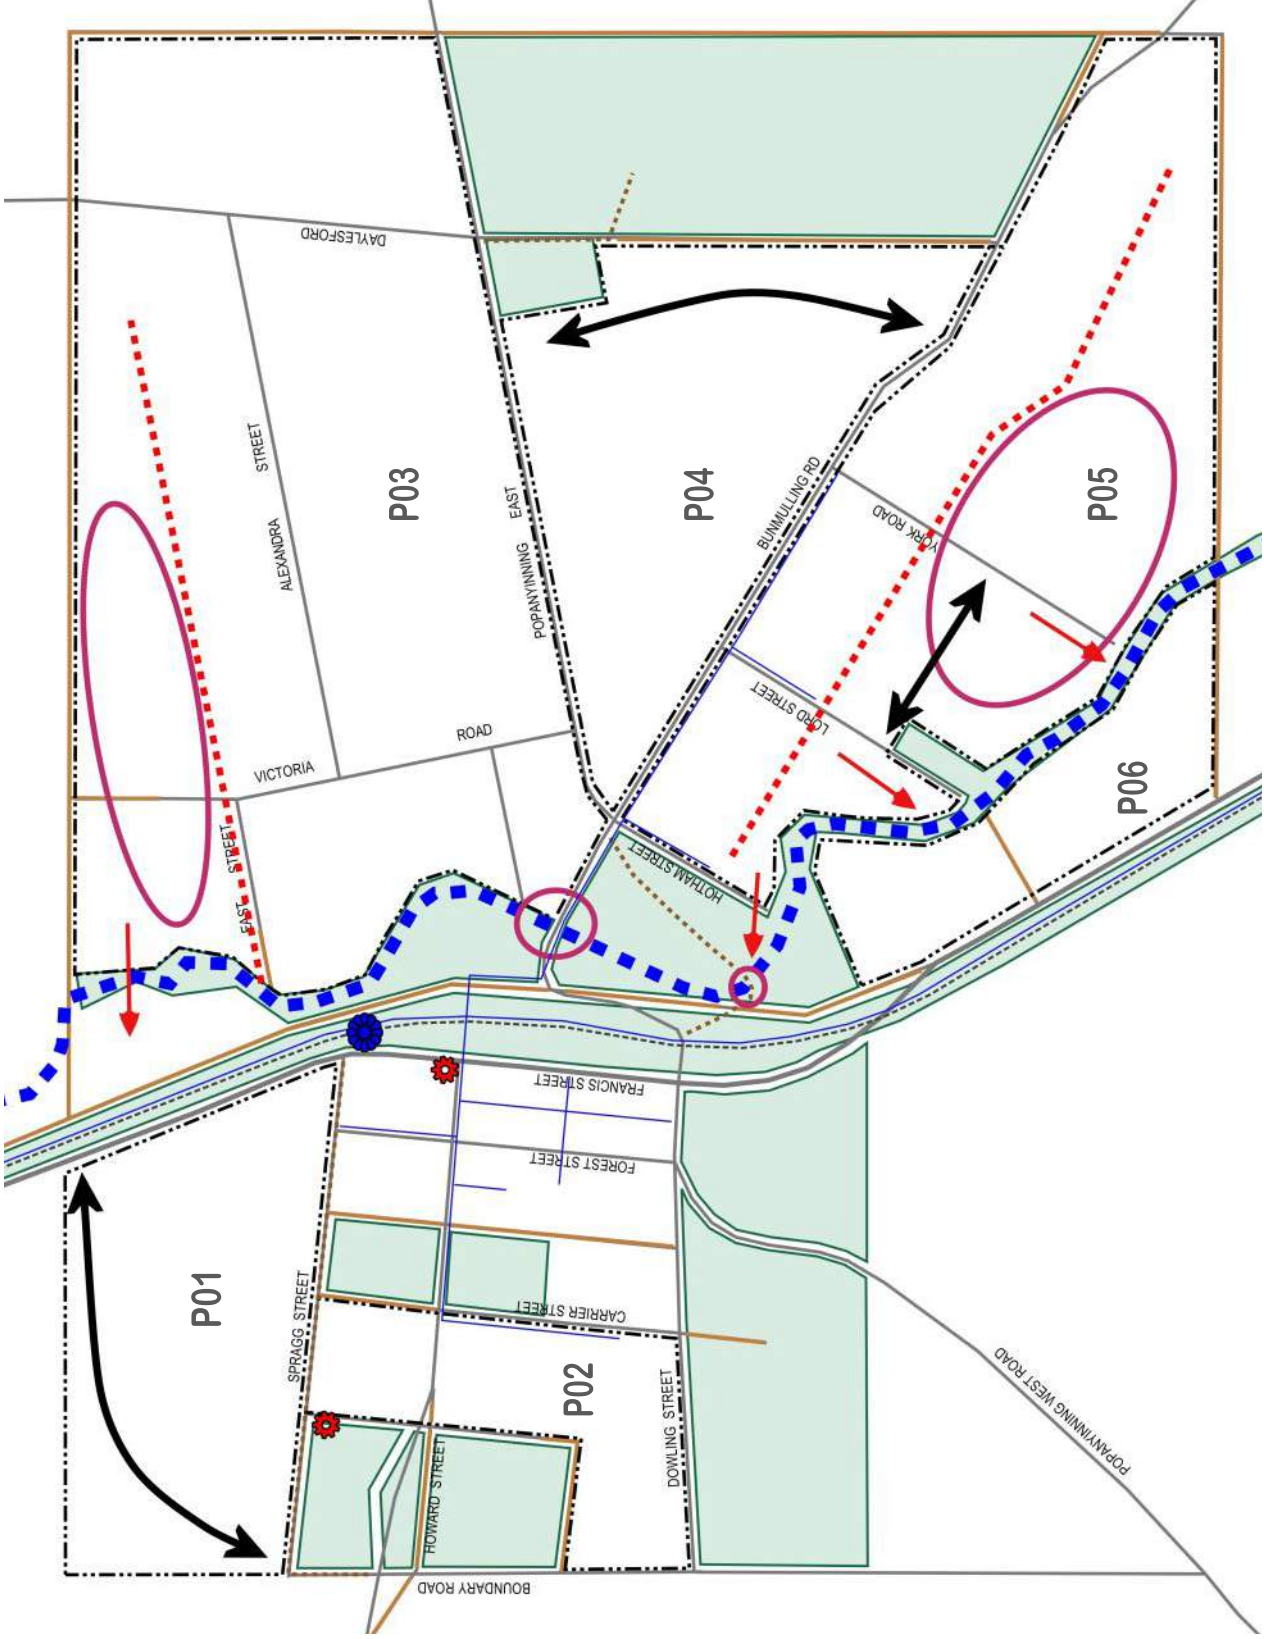 DAYLESFORD
STREET
ALEXANDRA
P03
EAST
POPANYINNING
P04
BUNMULLING RD
YORK ROAD
P05
LORD STREET
ROAD
VICTORIA
P06
STREET
EAST
HOTHAM STREET
FRANCIS STREET
FOREST STREET
P01
SPRAGG STREET
CARRIER STREET
P02
DOWLING STREET
POPANYINNING WEST ROAD
HOWARD STREET
BOUNDARY ROAD